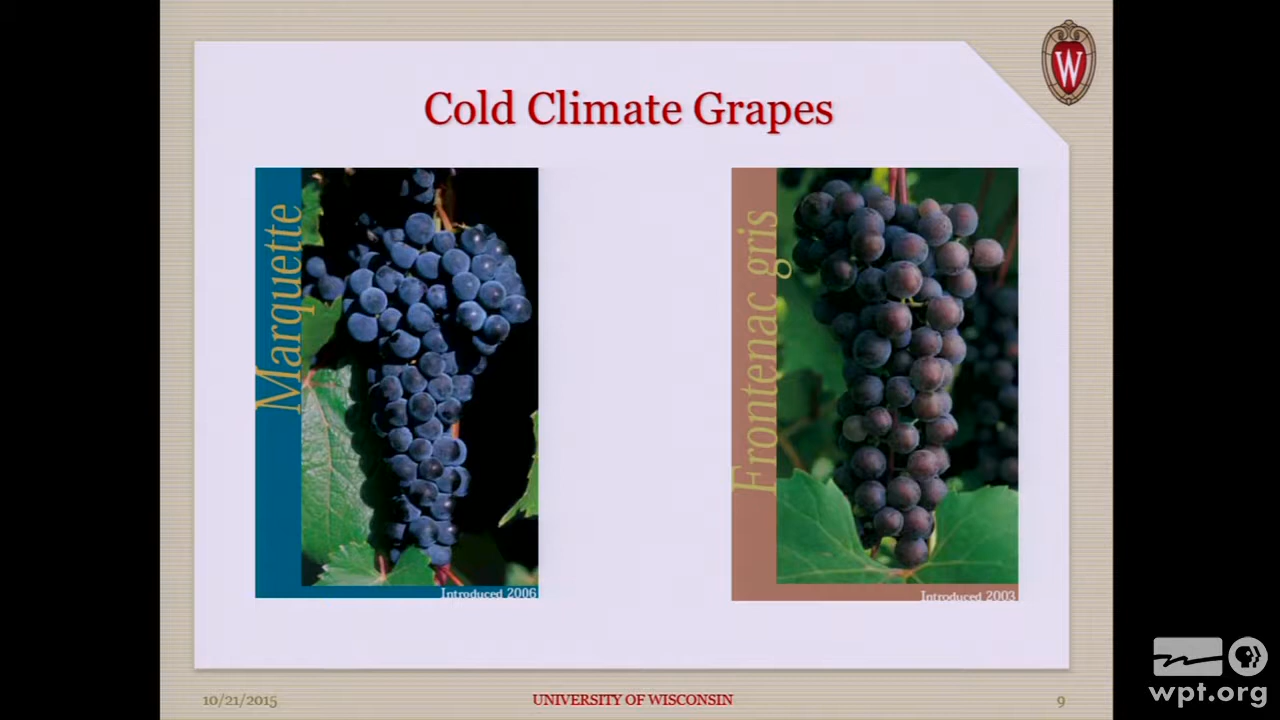 W
Cold Climate Grapes
Marquette
Introduced 2006
Frontenac gris
Introduced 2003
10/21/2015
UNIVERSITY OF WISCONSIN
9
wpt.org